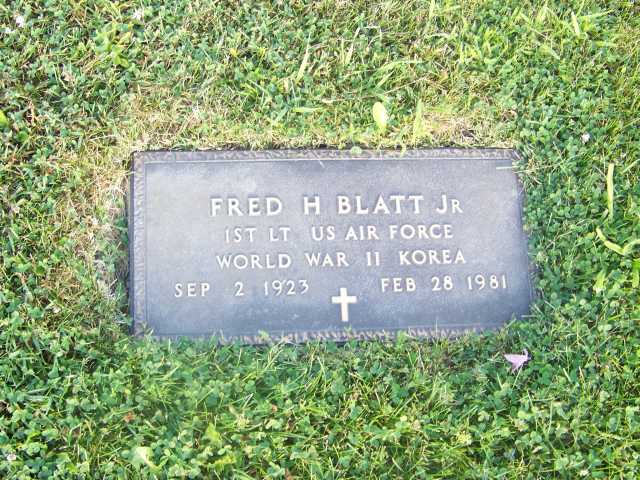 FRED H BLATT JR
1ST LT US AIR FORCE
WORLD WAR II KOREA
SEP 2 1923 FEB 28 1981